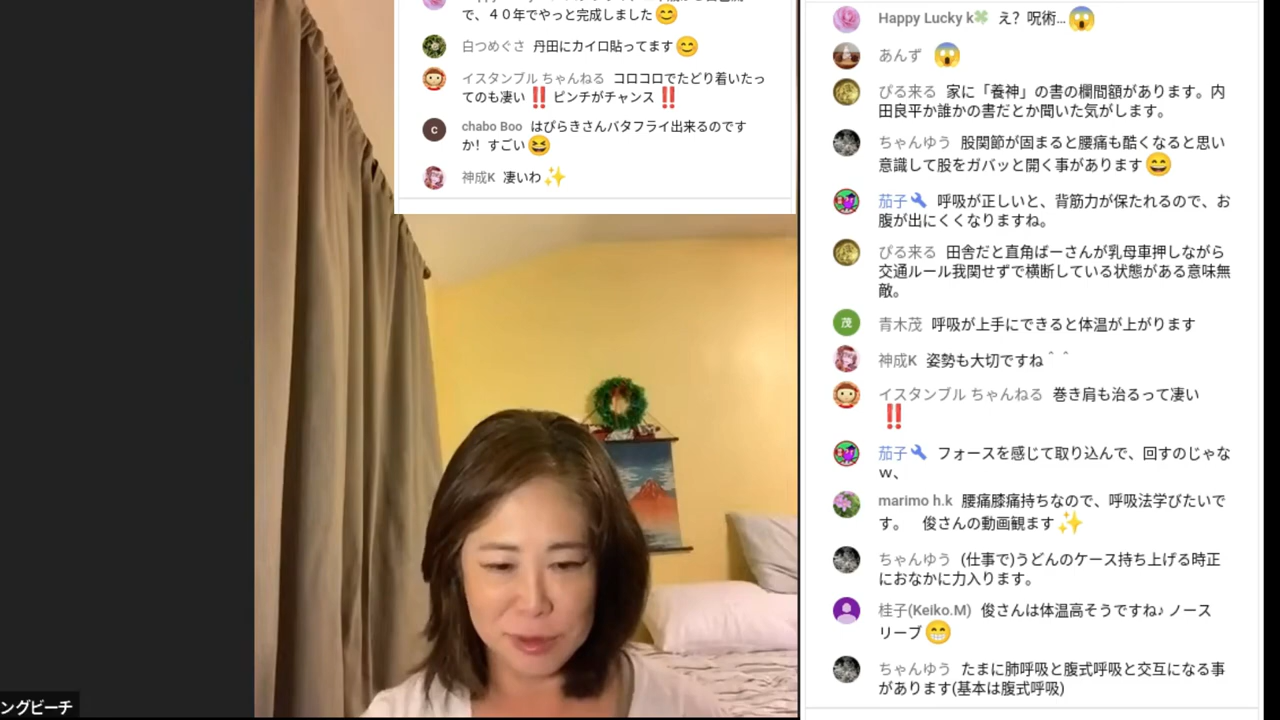 で、４０年でやっと完成しました😊
白つめぐさ 丹田にカイロ貼ってます😊
イスタンブル ちゃんねる コロコロでたどり着いたっ
てのも凄い‼️ ピンチがチャンス‼️
chabo Boo はぴらきさんバタフライ出来るのです
か！すごい😆
神成K 凄いわ✨
ングビーチ
Happy Lucky k🍀 え？呪術...😱
あんず 😱
ぴる来る 家に「養神」の書の欄間額があります。内
田良平か誰かの書だとか聞いた気がします。
ちゃんゆう 股関節が固まると腰痛も酷くなると思い
意識して股をガバッと開く事があります😄
茄子🔧 呼吸が正しいと、背筋力が保たれるので、お
腹が出にくくなりますね。
ぴる来る 田舎だと直角ばーさんが乳母車押しながら
交通ルール我関せずで横断している状態がある意味無
敵。
茂 青木茂 呼吸が上手にできると体温が上がります
神成K 姿勢も大切ですね＾＾
イスタンブル ちゃんねる 巻き肩も治るって凄い
‼️
茄子🔧 フォースを感じて取り込んで、回すのじゃな
ｗ、
marimo h.k 腰痛膝痛持ちなので、呼吸法学びたいで
す。　俊さんの動画観ます✨
ちゃんゆう (仕事で)うどんのケース持ち上げる時正
におなかに力入ります。
桂子(Keiko.M) 俊さんは体温高そうですね♪ ノース
リーブ😁
ちゃんゆう たまに肺呼吸と腹式呼吸と交互になる事
があります(基本は腹式呼吸)